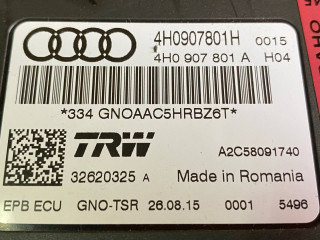 4H0907801H 0015
4H0 907 801 A H04
*334 GNOAAC5HRBZ6T*
TRW A2C58091740
32620325 A Made in Romania
EPB ECU GNO-TSR 26.08.15 0001 5496